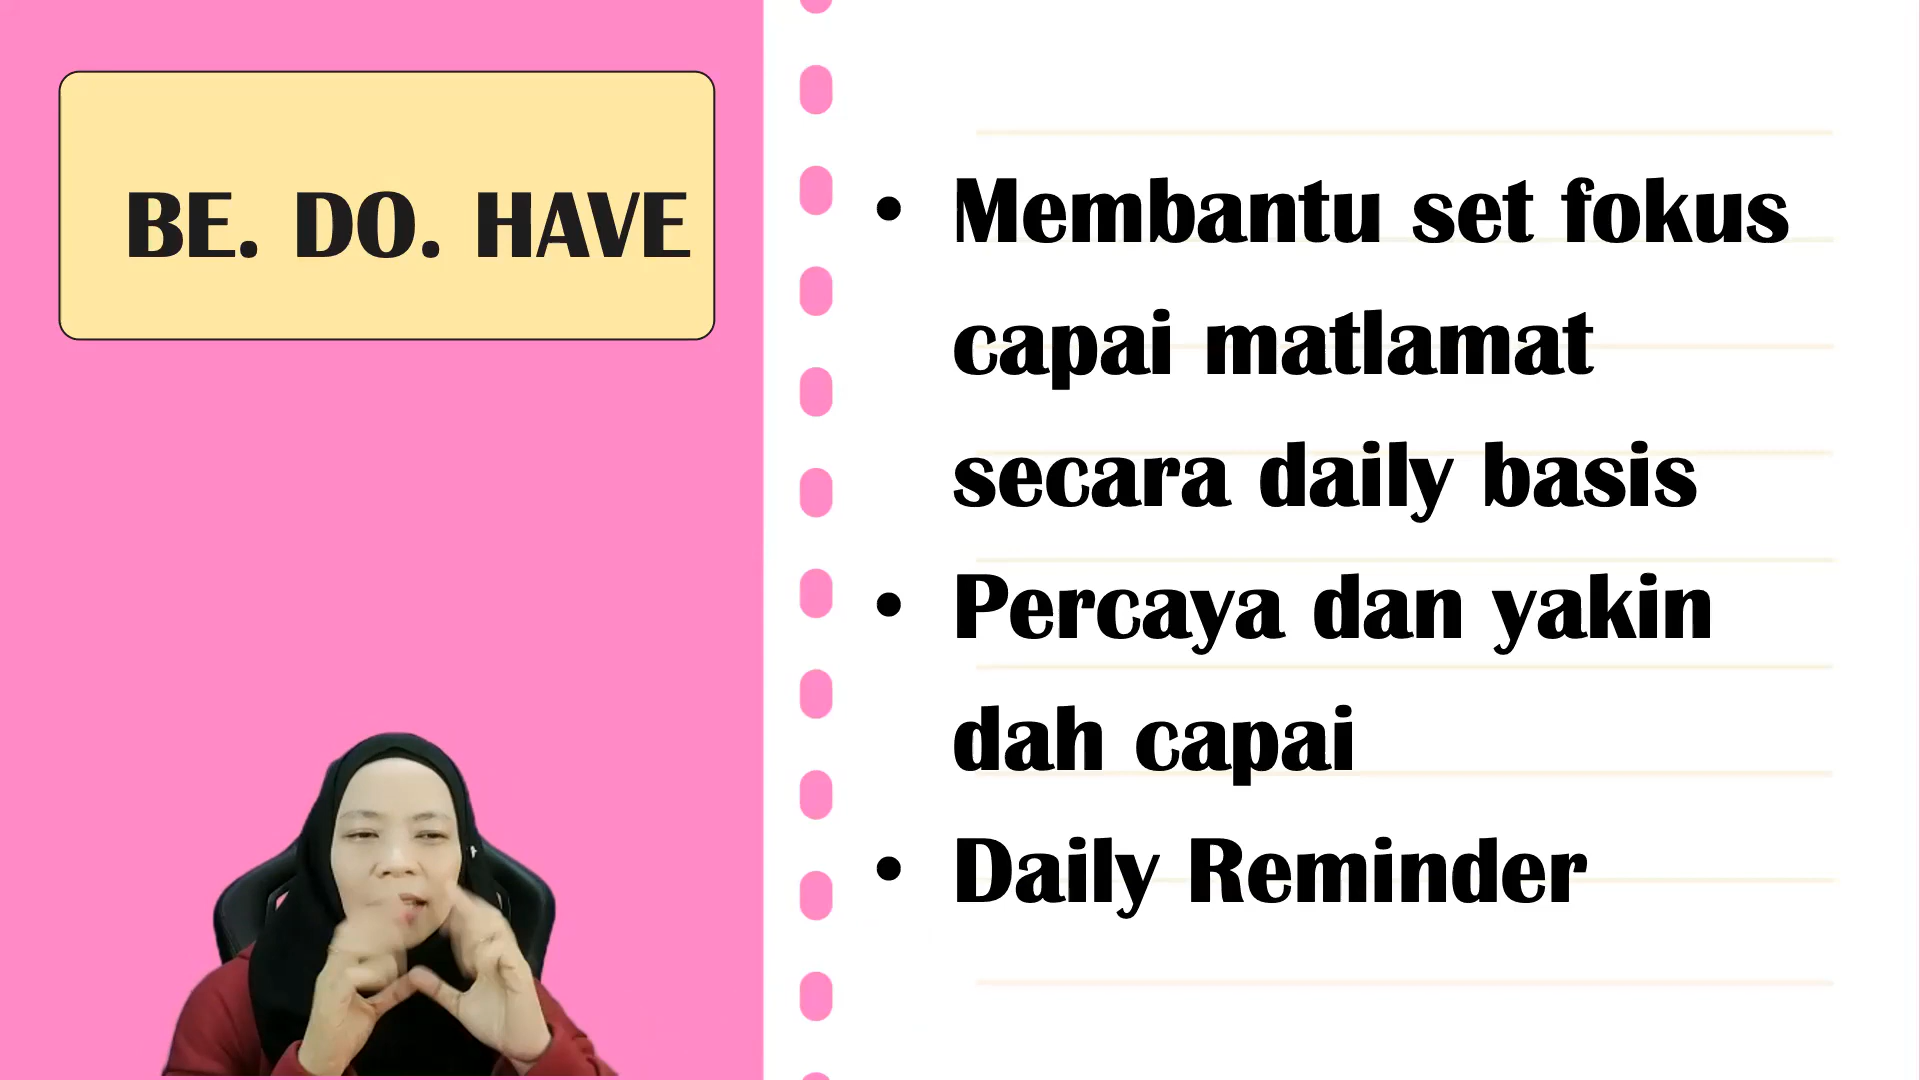 BE. DO. HAVE
• Membantu set fokus
capai matlamat
secara daily basis
• Percaya dan yakin
dah capai
• Daily Reminder